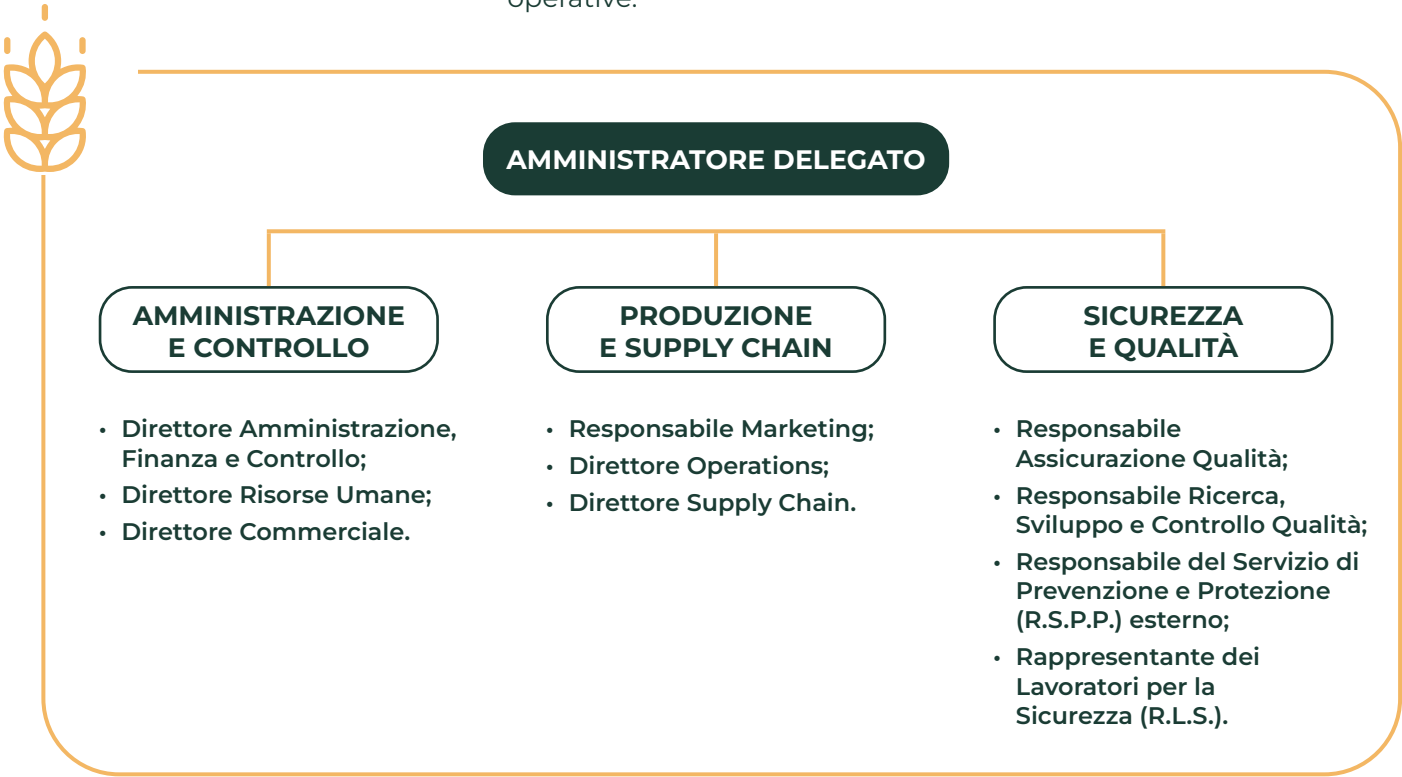 operative.
AMMINISTRATORE DELEGATO
AMMINISTRAZIONE
E CONTROLLO
• Direttore Amministrazione,
Finanza e Controllo;
• Direttore Risorse Umane;
• Direttore Commerciale.
PRODUZIONE
E SUPPLY CHAIN
• Responsabile Marketing;
• Direttore Operations;
• Direttore Supply Chain.
SICUREZZA
E QUALITÀ
• Responsabile
Assicurazione Qualità;
• Responsabile Ricerca,
Sviluppo e Controllo Qualità;
• Responsabile del Servizio di
Prevenzione e Protezione
(R.S.P.P.) esterno;
• Rappresentante dei
Lavoratori per la
Sicurezza (R.L.S.).